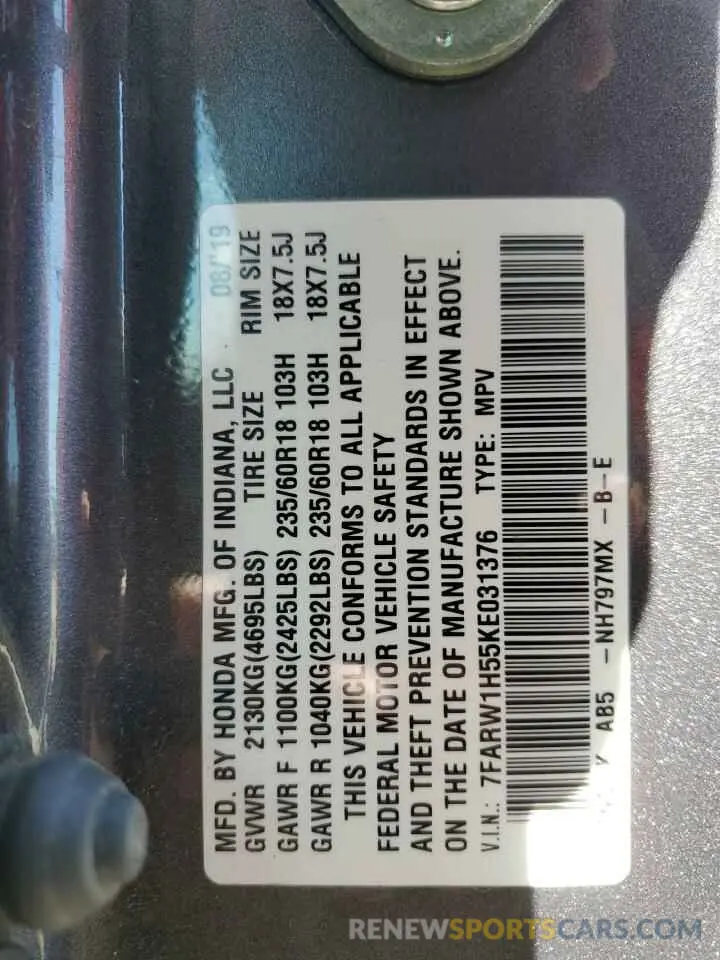 MFD. BY HONDA MFG. OF INDIANA, LLC 08/19
GVWR 2130KG(4695LBS) TIRE SIZE RIM SIZE
GAWR F 1100KG(2425LBS) 235/60R18 103H 18X7.5J
GAWR R 1040KG(2292LBS) 235/60R18 103H 18X7.5J
THIS VEHICLE CONFORMS TO ALL APPLICABLE
FEDERAL MOTOR VEHICLE SAFETY
AND THEFT PREVENTION STANDARDS IN EFFECT
ON THE DATE OF MANUFACTURE SHOWN ABOVE.
V.I.N.: 7FARW1H55KE031376 TYPE: MPV
AB5 -NH797MX -B-E
RENEWSPORTSCARS.COM